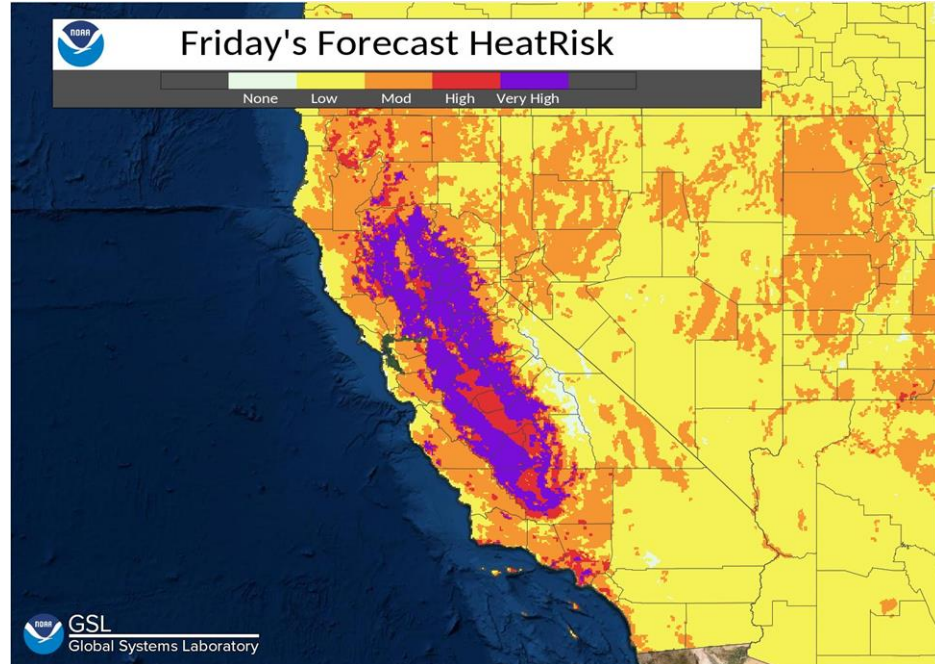 NOAA
Friday's Forecast HeatRisk
None Low Mod High Very High
NOAA
GSL
Global Systems Laboratory